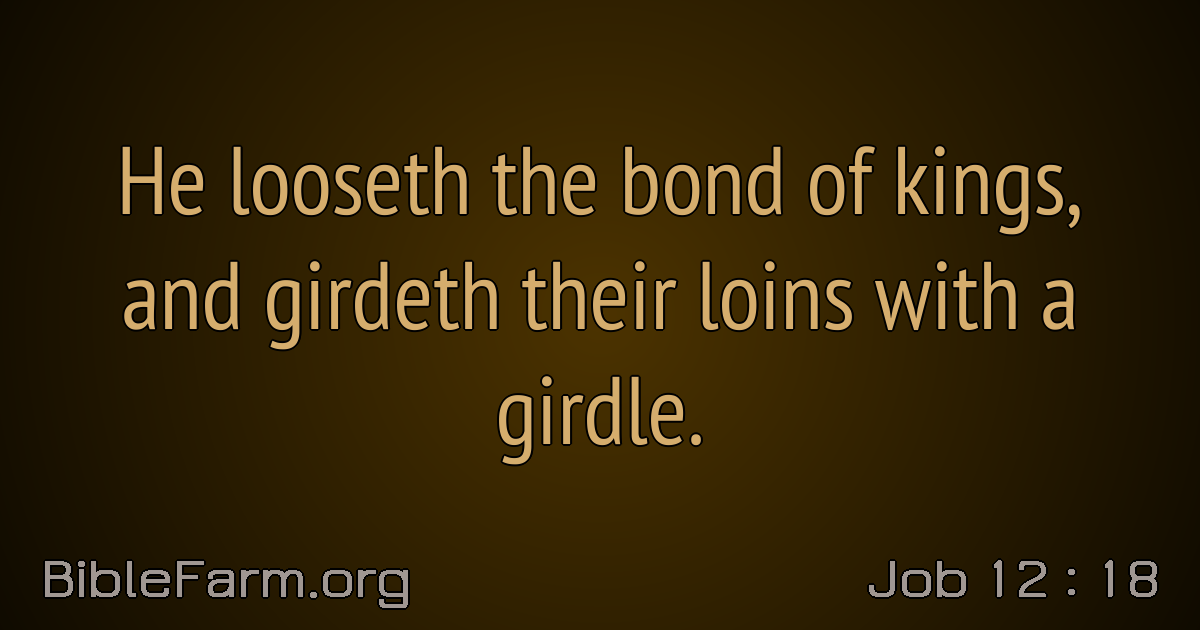 He looseth the bond of kings,
and girdeth their loins with a
girdle.
BibleFarm.org
Job 12 : 18